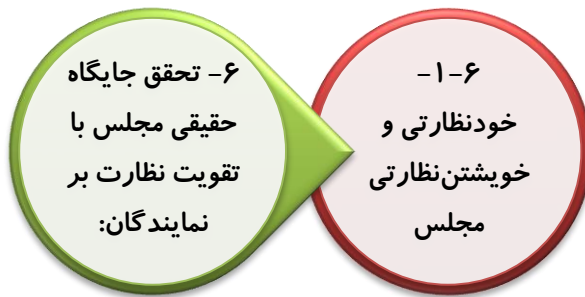 ۶- تحقق جایگاه
حقیقی مجلس با
تقویت نظارت بر
نمایندگان:
۶-۱-
خودنظارتی و
خویشتن‌نظارتی
مجلس